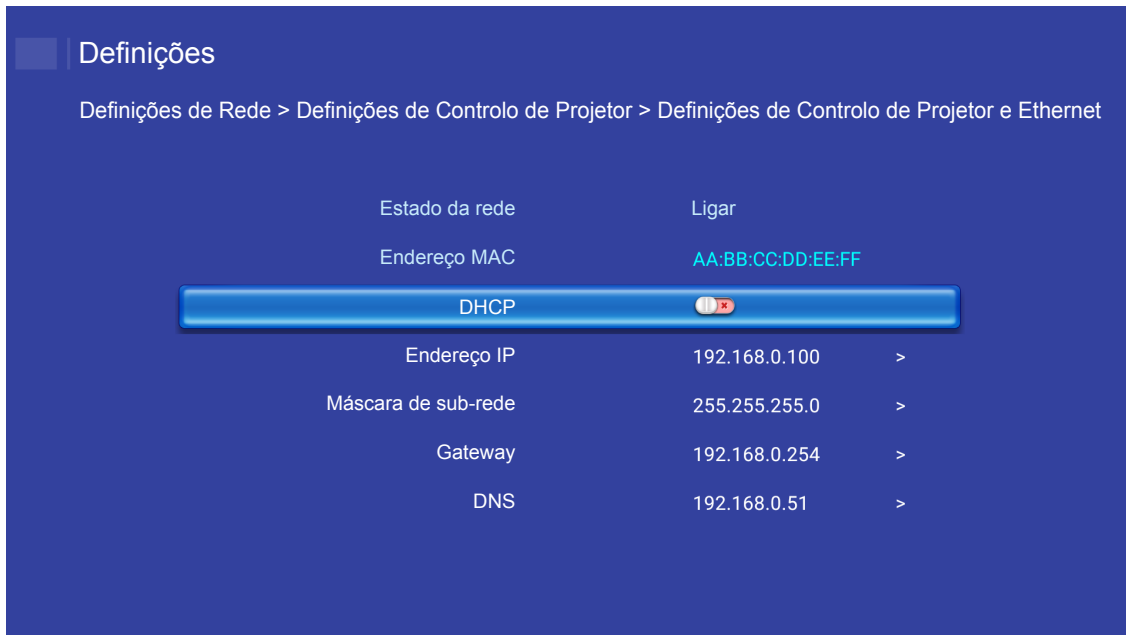 Definições
Definições de Rede > Definições de Controlo de Projetor > Definições de Controlo de Projetor e Ethernet
Estado da rede Ligar
Endereço MAC AA:BB:CC:DD:EE:FF
DHCP
Endereço IP 192.168.0.100 >
Máscara de sub-rede 255.255.255.0 >
Gateway 192.168.0.254 >
DNS 192.168.0.51 >